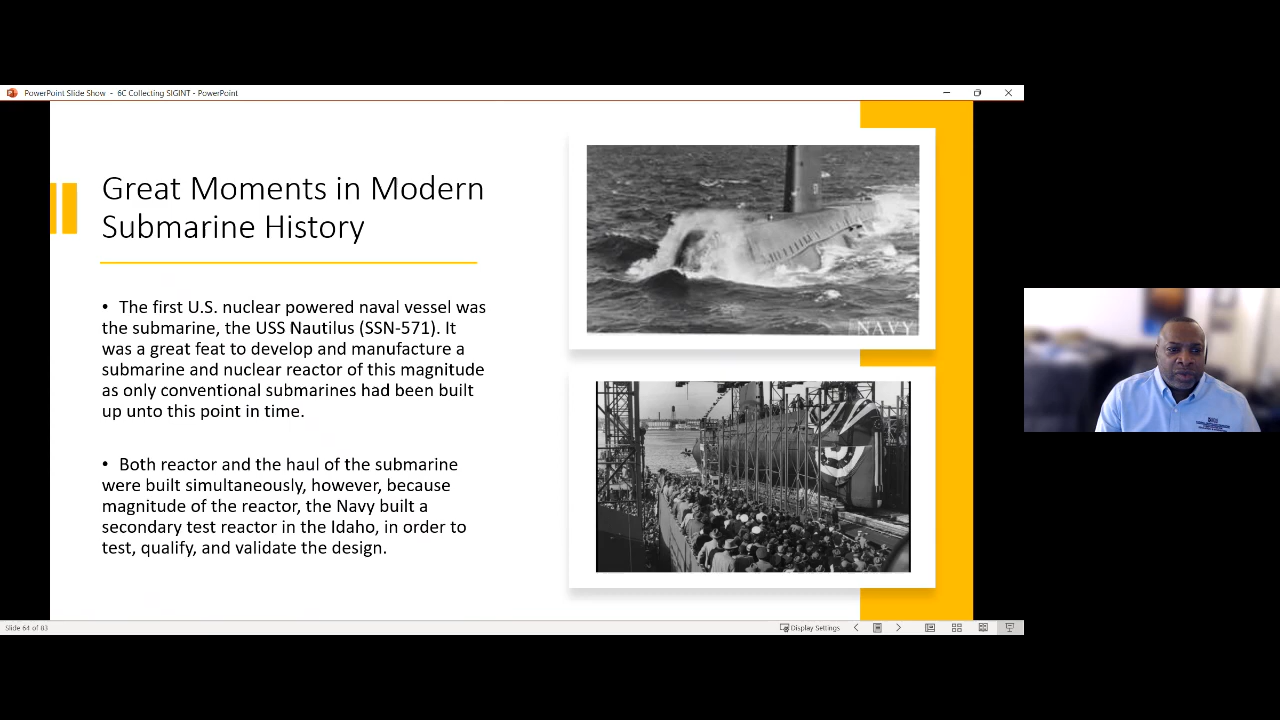 PowerPoint Slide Show - 6C Collecting SIGINT - PowerPoint
Great Moments in Modern
Submarine History
• The first U.S. nuclear powered naval vessel was
the submarine, the USS Nautilus (SSN-571). It
was a great feat to develop and manufacture a
submarine and nuclear reactor of this magnitude
as only conventional submarines had been built
up unto this point in time.
• Both reactor and the haul of the submarine
were built simultaneously, however, because
magnitude of the reactor, the Navy built a
secondary test reactor in the Idaho, in order to
test, qualify, and validate the design.
NAVY
Slide 64 of 83
Display Settings